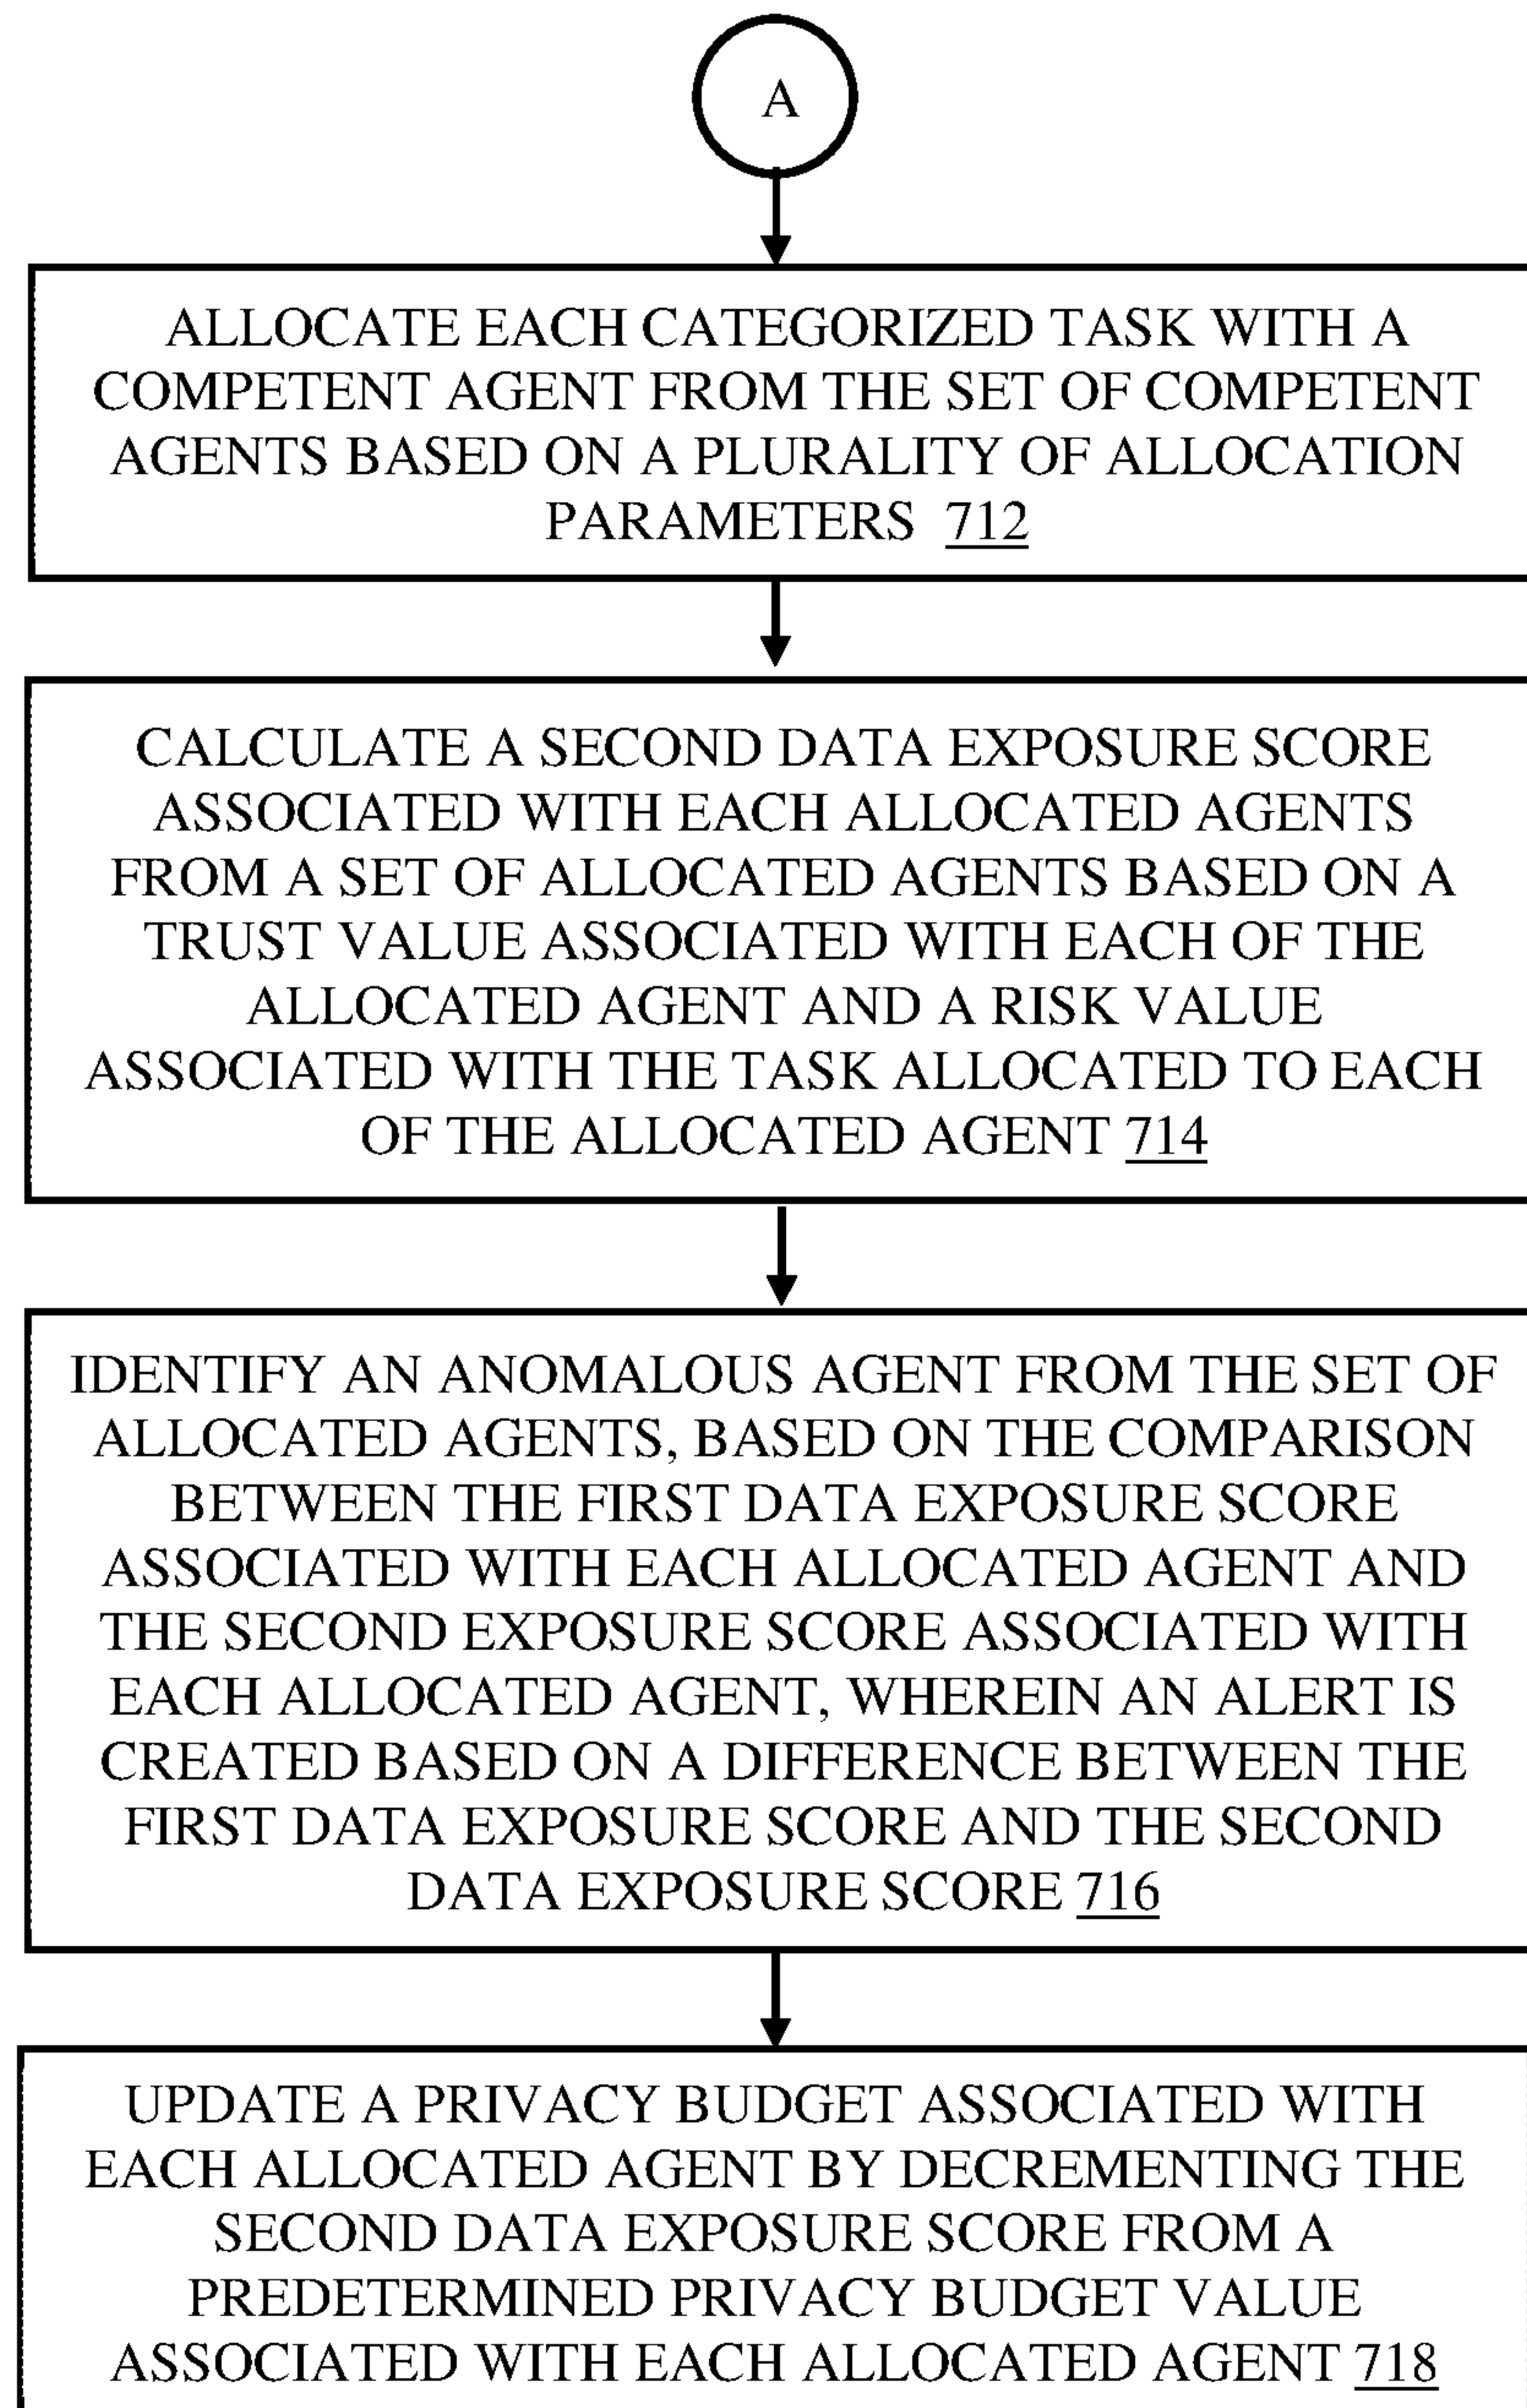 A
ALLOCATE EACH CATEGORIZED TASK WITH A
COMPETENT AGENT FROM THE SET OF COMPETENT
AGENTS BASED ON A PLURALITY OF ALLOCATION
PARAMETERS 712
CALCULATE A SECOND DATA EXPOSURE SCORE
ASSOCIATED WITH EACH ALLOCATED AGENTS
FROM A SET OF ALLOCATED AGENTS BASED ON A
TRUST VALUE ASSOCIATED WITH EACH OF THE
ALLOCATED AGENT AND A RISK VALUE
ASSOCIATED WITH THE TASK ALLOCATED TO EACH
OF THE ALLOCATED AGENT 714
IDENTIFY AN ANOMALOUS AGENT FROM THE SET OF
ALLOCATED AGENTS, BASED ON THE COMPARISON
BETWEEN THE FIRST DATA EXPOSURE SCORE
ASSOCIATED WITH EACH ALLOCATED AGENT AND
THE SECOND EXPOSURE SCORE ASSOCIATED WITH
EACH ALLOCATED AGENT, WHEREIN AN ALERT IS
CREATED BASED ON A DIFFERENCE BETWEEN THE
FIRST DATA EXPOSURE SCORE AND THE SECOND
DATA EXPOSURE SCORE 716
UPDATE A PRIVACY BUDGET ASSOCIATED WITH
EACH ALLOCATED AGENT BY DECREMENTING THE
SECOND DATA EXPOSURE SCORE FROM A
PREDETERMINED PRIVACY BUDGET VALUE
ASSOCIATED WITH EACH ALLOCATED AGENT 718